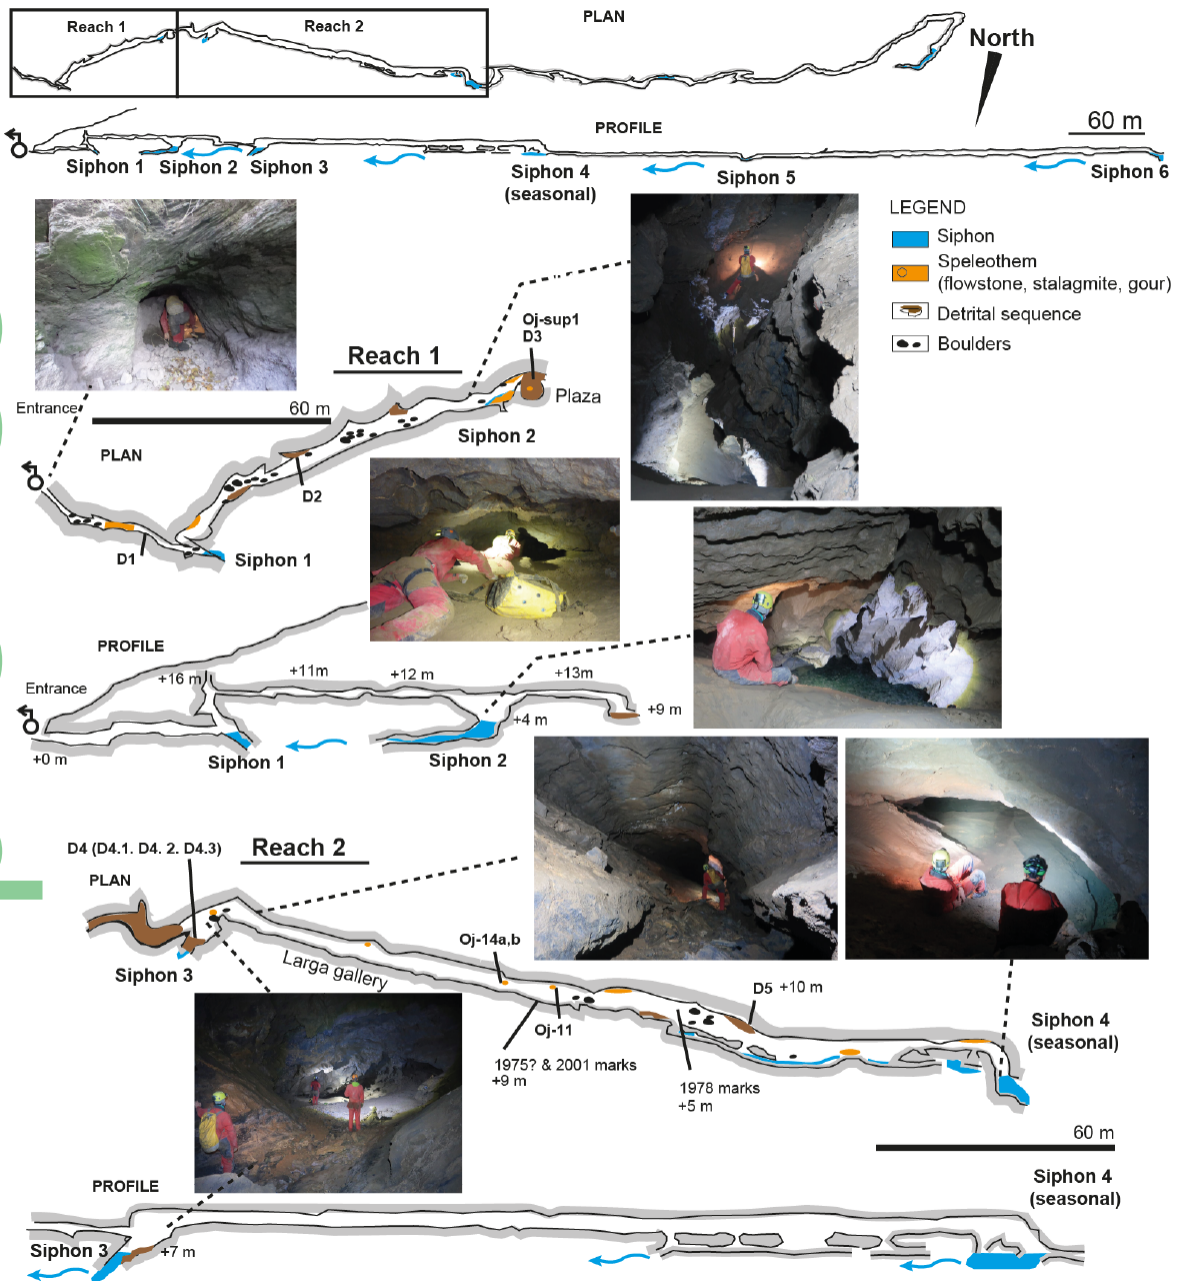 PLAN
Reach 1
Reach 2
North
PROFILE
60 m
Siphon 1
Siphon 2
Siphon 3
Siphon 4
(seasonal)
Siphon 5
Siphon 6
LEGEND
Siphon
Speleothem
(flowstone, stalagmite, gour)
Detrital sequence
Boulders
Reach 1
Oj-sup1
D3
Plaza
Entrance
60 m
PLAN
Siphon 2
D2
D1
Siphon 1
PROFILE
Entrance
+16 m
+11m
+12 m
+13m
+9 m
+4 m
+0 m
Siphon 1
Siphon 2
D4 (D4.1. D4. 2. D4.3)
Reach 2
PLAN
Siphon 3
Larga gallery
Oj-14a,b
Oj-11
D5 +10 m
1975? & 2001 marks
+9 m
1978 marks
+5 m
Siphon 4
(seasonal)
60 m
PROFILE
Siphon 4
(seasonal)
Siphon 3
+7 m